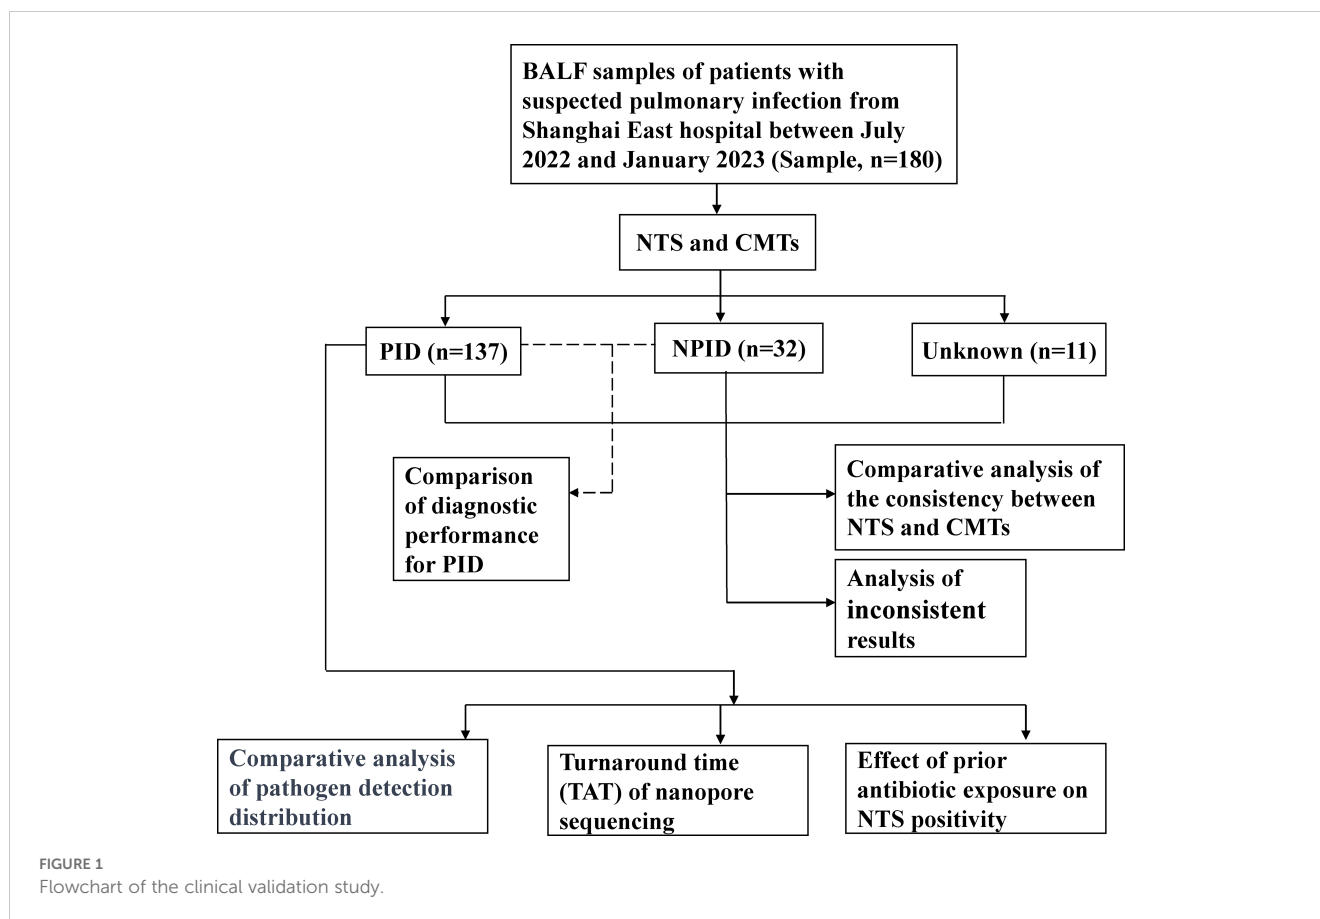 BALF samples of patients with
suspected pulmonary infection from
Shanghai East hospital between July
2022 and January 2023 (Sample, n=180)
NTS and CMTs
PID (n=137)
NPID (n=32)
Unknown (n=11)
Comparison
of diagnostic
performance
for PID
Comparative analysis of
the consistency between
NTS and CMTs
Analysis of
inconsistent
results
Comparative analysis
of pathogen detection
distribution
Turnaround time
(TAT) of nanopore
sequencing
Effect of prior
antibiotic exposure on
NTS positivity
FIGURE 1
Flowchart of the clinical validation study.